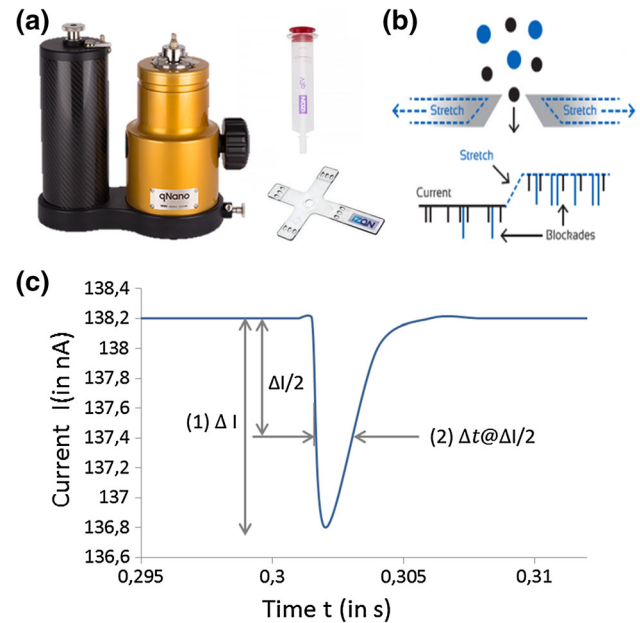 (a)
qNano
IZON qEV
iZON
(b)
Stretch
Stretch
Stretch
Current
Blockades
(c)
138,4
138,2
138
137,8
137,6
137,4
137,2
137
136,8
136,6
Current I(in nA)
(1) Δ I
ΔI/2
(2) Δt@ΔI/2
0,295
0,3
0,305
0,31
Time t (in s)